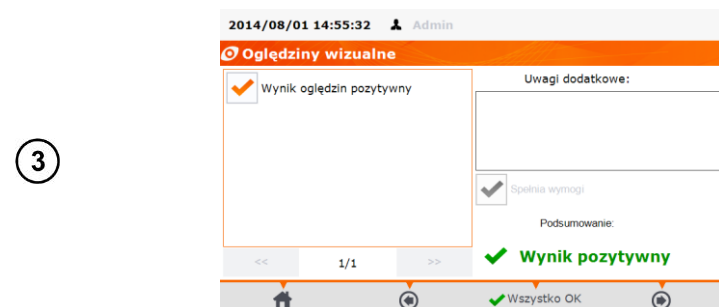 2014/08/01 14:55:32 Admin
Oględziny wizualne
3
Wynik oględzin pozytywny
Uwagi dodatkowe:
Spełnia wymogi
Podsumowanie:
Wynik pozytywny
<< 1/1 >>
Wszystko OK